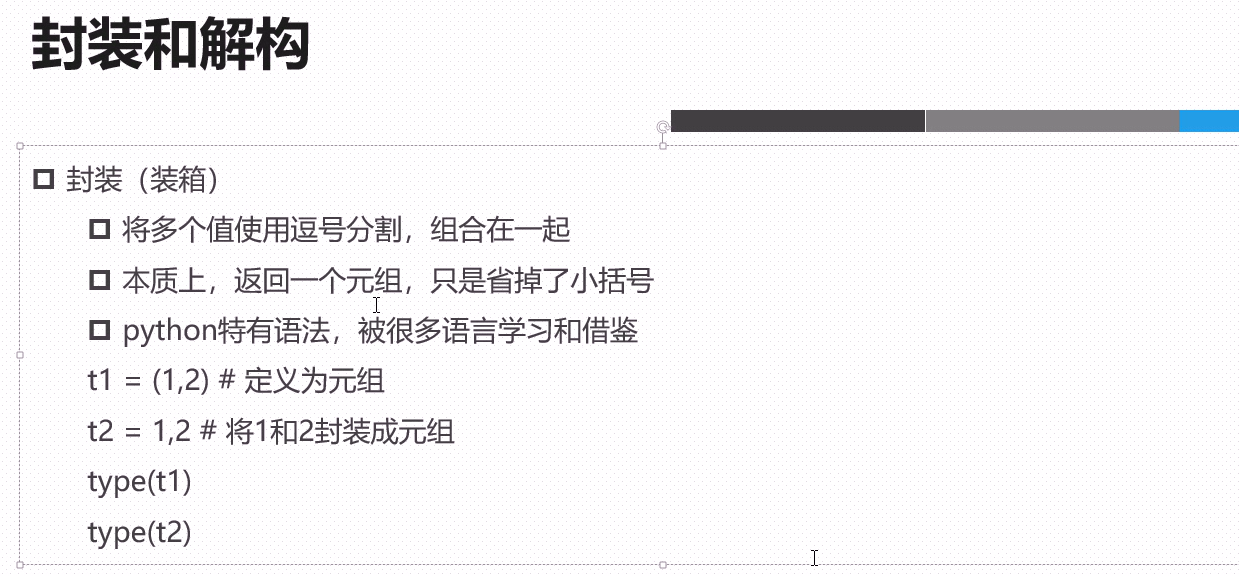 封装和解构
封装（装箱）
将多个值使用逗号分割，组合在一起
本质上，返回一个元组，只是省掉了小括号
python特有语法，被很多语言学习和借鉴
t1 = (1,2) # 定义为元组
t2 = 1,2 # 将1和2封装成元组
type(t1)
type(t2)